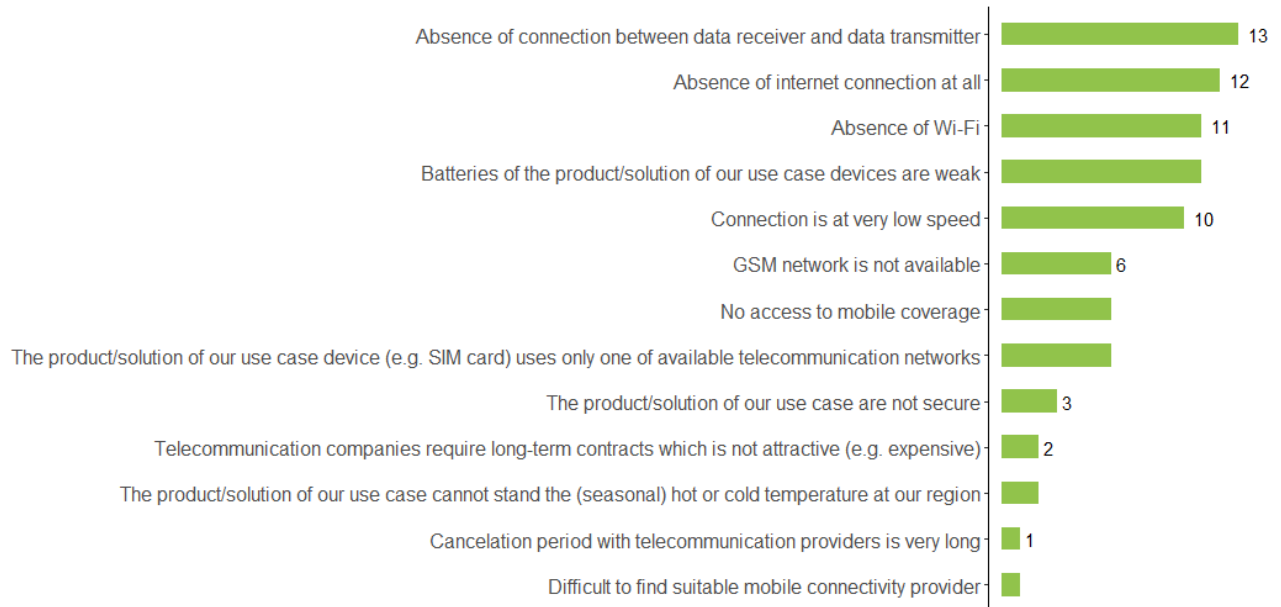 Absence of connection between data receiver and data transmitter 13
Absence of internet connection at all 12
Absence of Wi-Fi 11
Batteries of the product/solution of our use case devices are weak
Connection is at very low speed 10
GSM network is not available 6
No access to mobile coverage
The product/solution of our use case device (e.g. SIM card) uses only one of available telecommunication networks
The product/solution of our use case are not secure 3
Telecommunication companies require long-term contracts which is not attractive (e.g. expensive) 2
The product/solution of our use case cannot stand the (seasonal) hot or cold temperature at our region
Cancelation period with telecommunication providers is very long 1
Difficult to find suitable mobile connectivity provider